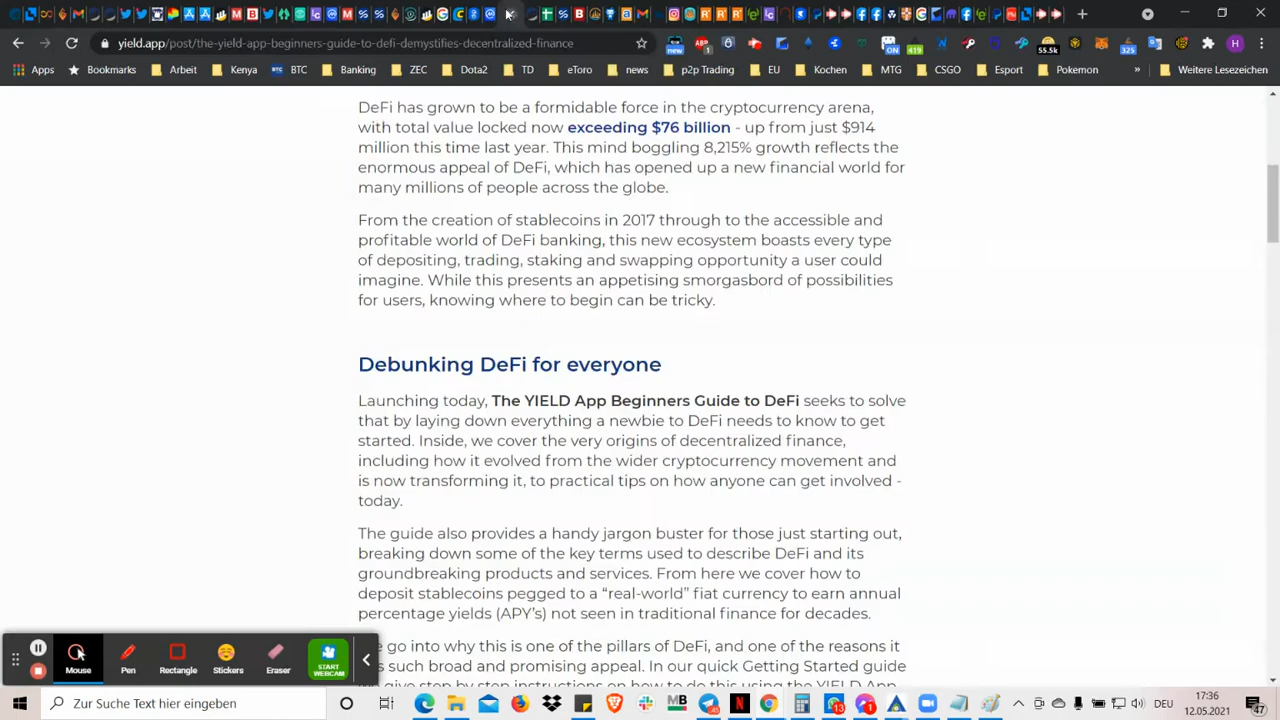 yield.app/post/the-yield-app-beginners-guide-to-defi-demystifies-decentralized-finance
new
1
ON
419
55.5k
325
H
Apps
Bookmarks
Arbeit
Kenya
BTC
BTC
Banking
ZEC
Dota2
TD
eToro
news
p2p Trading
EU
Kochen
MTG
CSGO
Esport
Pokemon
»
Weitere Lesezeichen
DeFi has grown to be a formidable force in the cryptocurrency arena,
with total value locked now exceeding $76 billion - up from just $914
million this time last year. This mind boggling 8,215% growth reflects the
enormous appeal of DeFi, which has opened up a new financial world for
many millions of people across the globe.
From the creation of stablecoins in 2017 through to the accessible and
profitable world of DeFi banking, this new ecosystem boasts every type
of depositing, trading, staking and swapping opportunity a user could
imagine. While this presents an appetising smorgasbord of possibilities
for users, knowing where to begin can be tricky.
Debunking DeFi for everyone
Launching today, The YIELD App Beginners Guide to DeFi seeks to solve
that by laying down everything a newbie to DeFi needs to know to get
started. Inside, we cover the very origins of decentralized finance,
including how it evolved from the wider cryptocurrency movement and
is now transforming it, to practical tips on how anyone can get involved -
today.
The guide also provides a handy jargon buster for those just starting out,
breaking down some of the key terms used to describe DeFi and its
groundbreaking products and services. From here we cover how to
deposit stablecoins pegged to a “real-world” fiat currency to earn annual
percentage yields (APY’s) not seen in traditional finance for decades.
go into why this is one of the pillars of DeFi, and one of the reasons it
such broad and promising appeal. In our quick Getting Started guide
give step by step instructions on how to do this using the YIELD App
Mouse
Pen
Rectangle
Stickers
Eraser
START
WEBCAM
Zur Suche Text hier eingeben
MB
13
1
DEU
17:36
12.05.2021
47